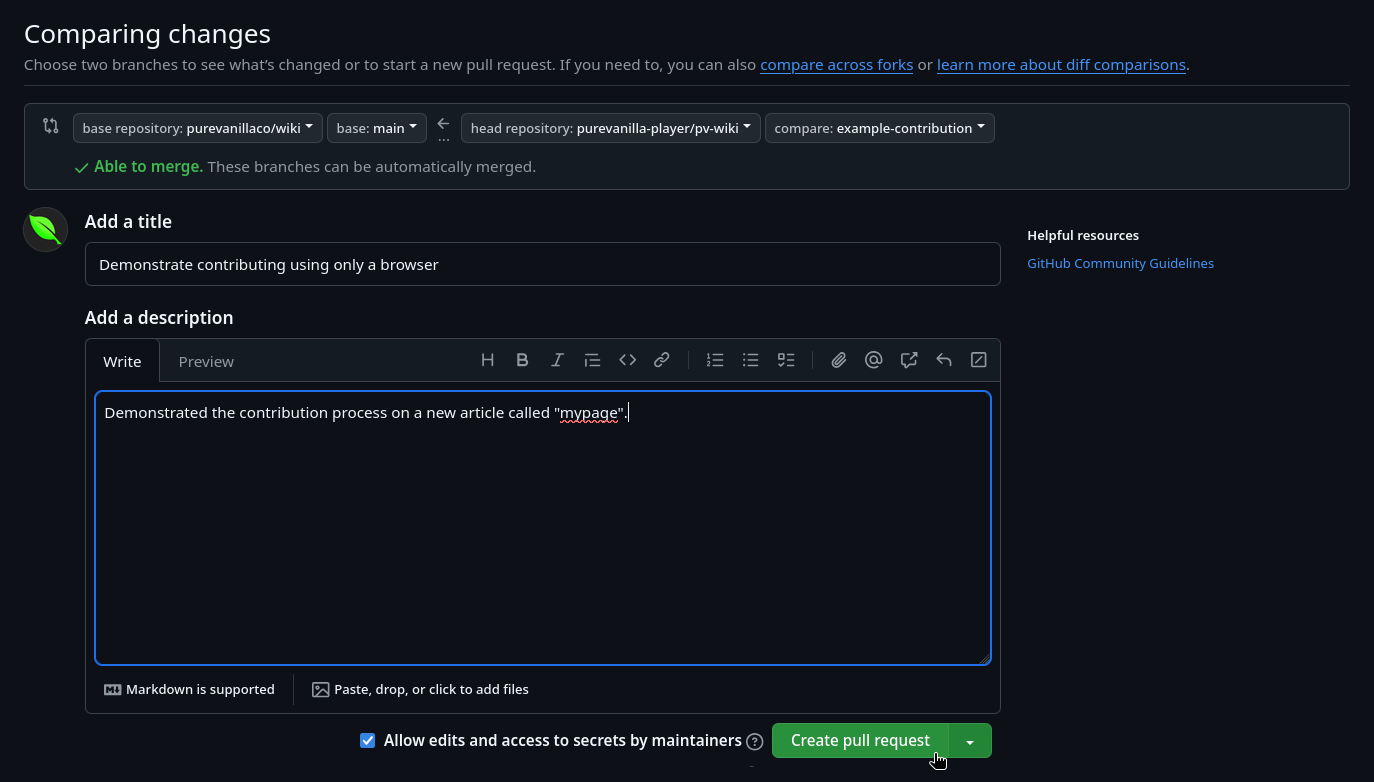 Comparing changes
Choose two branches to see what’s changed or to start a new pull request. If you need to, you can also compare across forks or learn more about diff comparisons.
base repository: purevanillaco/wiki base: main ... head repository: purevanilla-player/pv-wiki compare: example-contribution
Able to merge. These branches can be automatically merged.
Add a title
Helpful resources
Demonstrate contributing using only a browser
GitHub Community Guidelines
Add a description
Write Preview
Demonstrated the contribution process on a new article called "mypage".
Markdown is supported Paste, drop, or click to add files
Allow edits and access to secrets by maintainers Create pull request